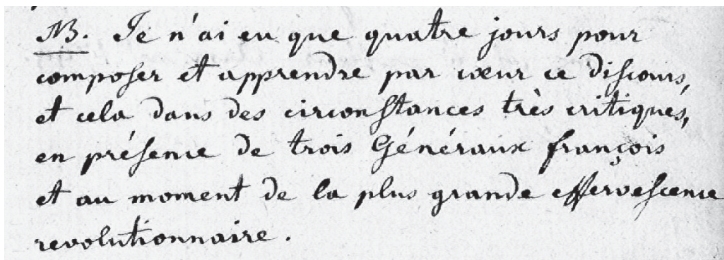 NB. Je n'ai eu que quatre jours pour
composer et apprendre par cœur ce discours,
et cela dans des circonstances très critiques,
en présence de trois Généraux françois
et au moment de la plus grande effervescence
revolutionnaire.